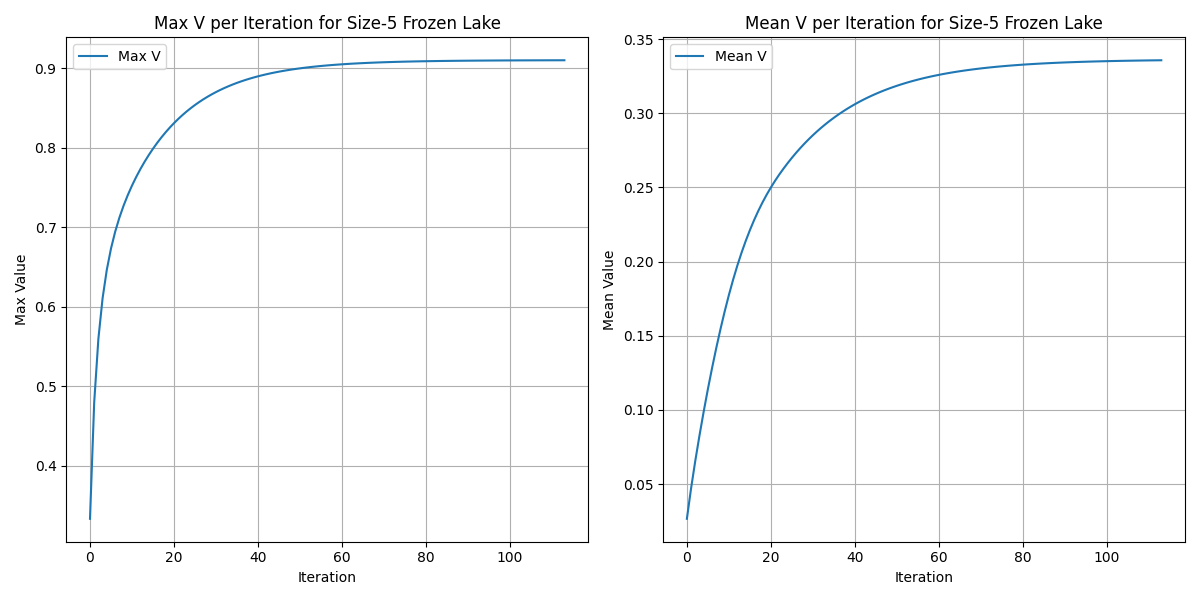 Max V per Iteration for Size-5 Frozen Lake
Max V
0.9
0.8
0.7
0.6
0.5
0.4
Max Value
0 20 40 60 80 100
Iteration
Mean V per Iteration for Size-5 Frozen Lake
Mean V
0.35
0.30
0.25
0.20
0.15
0.10
0.05
Mean Value
0 20 40 60 80 100
Iteration